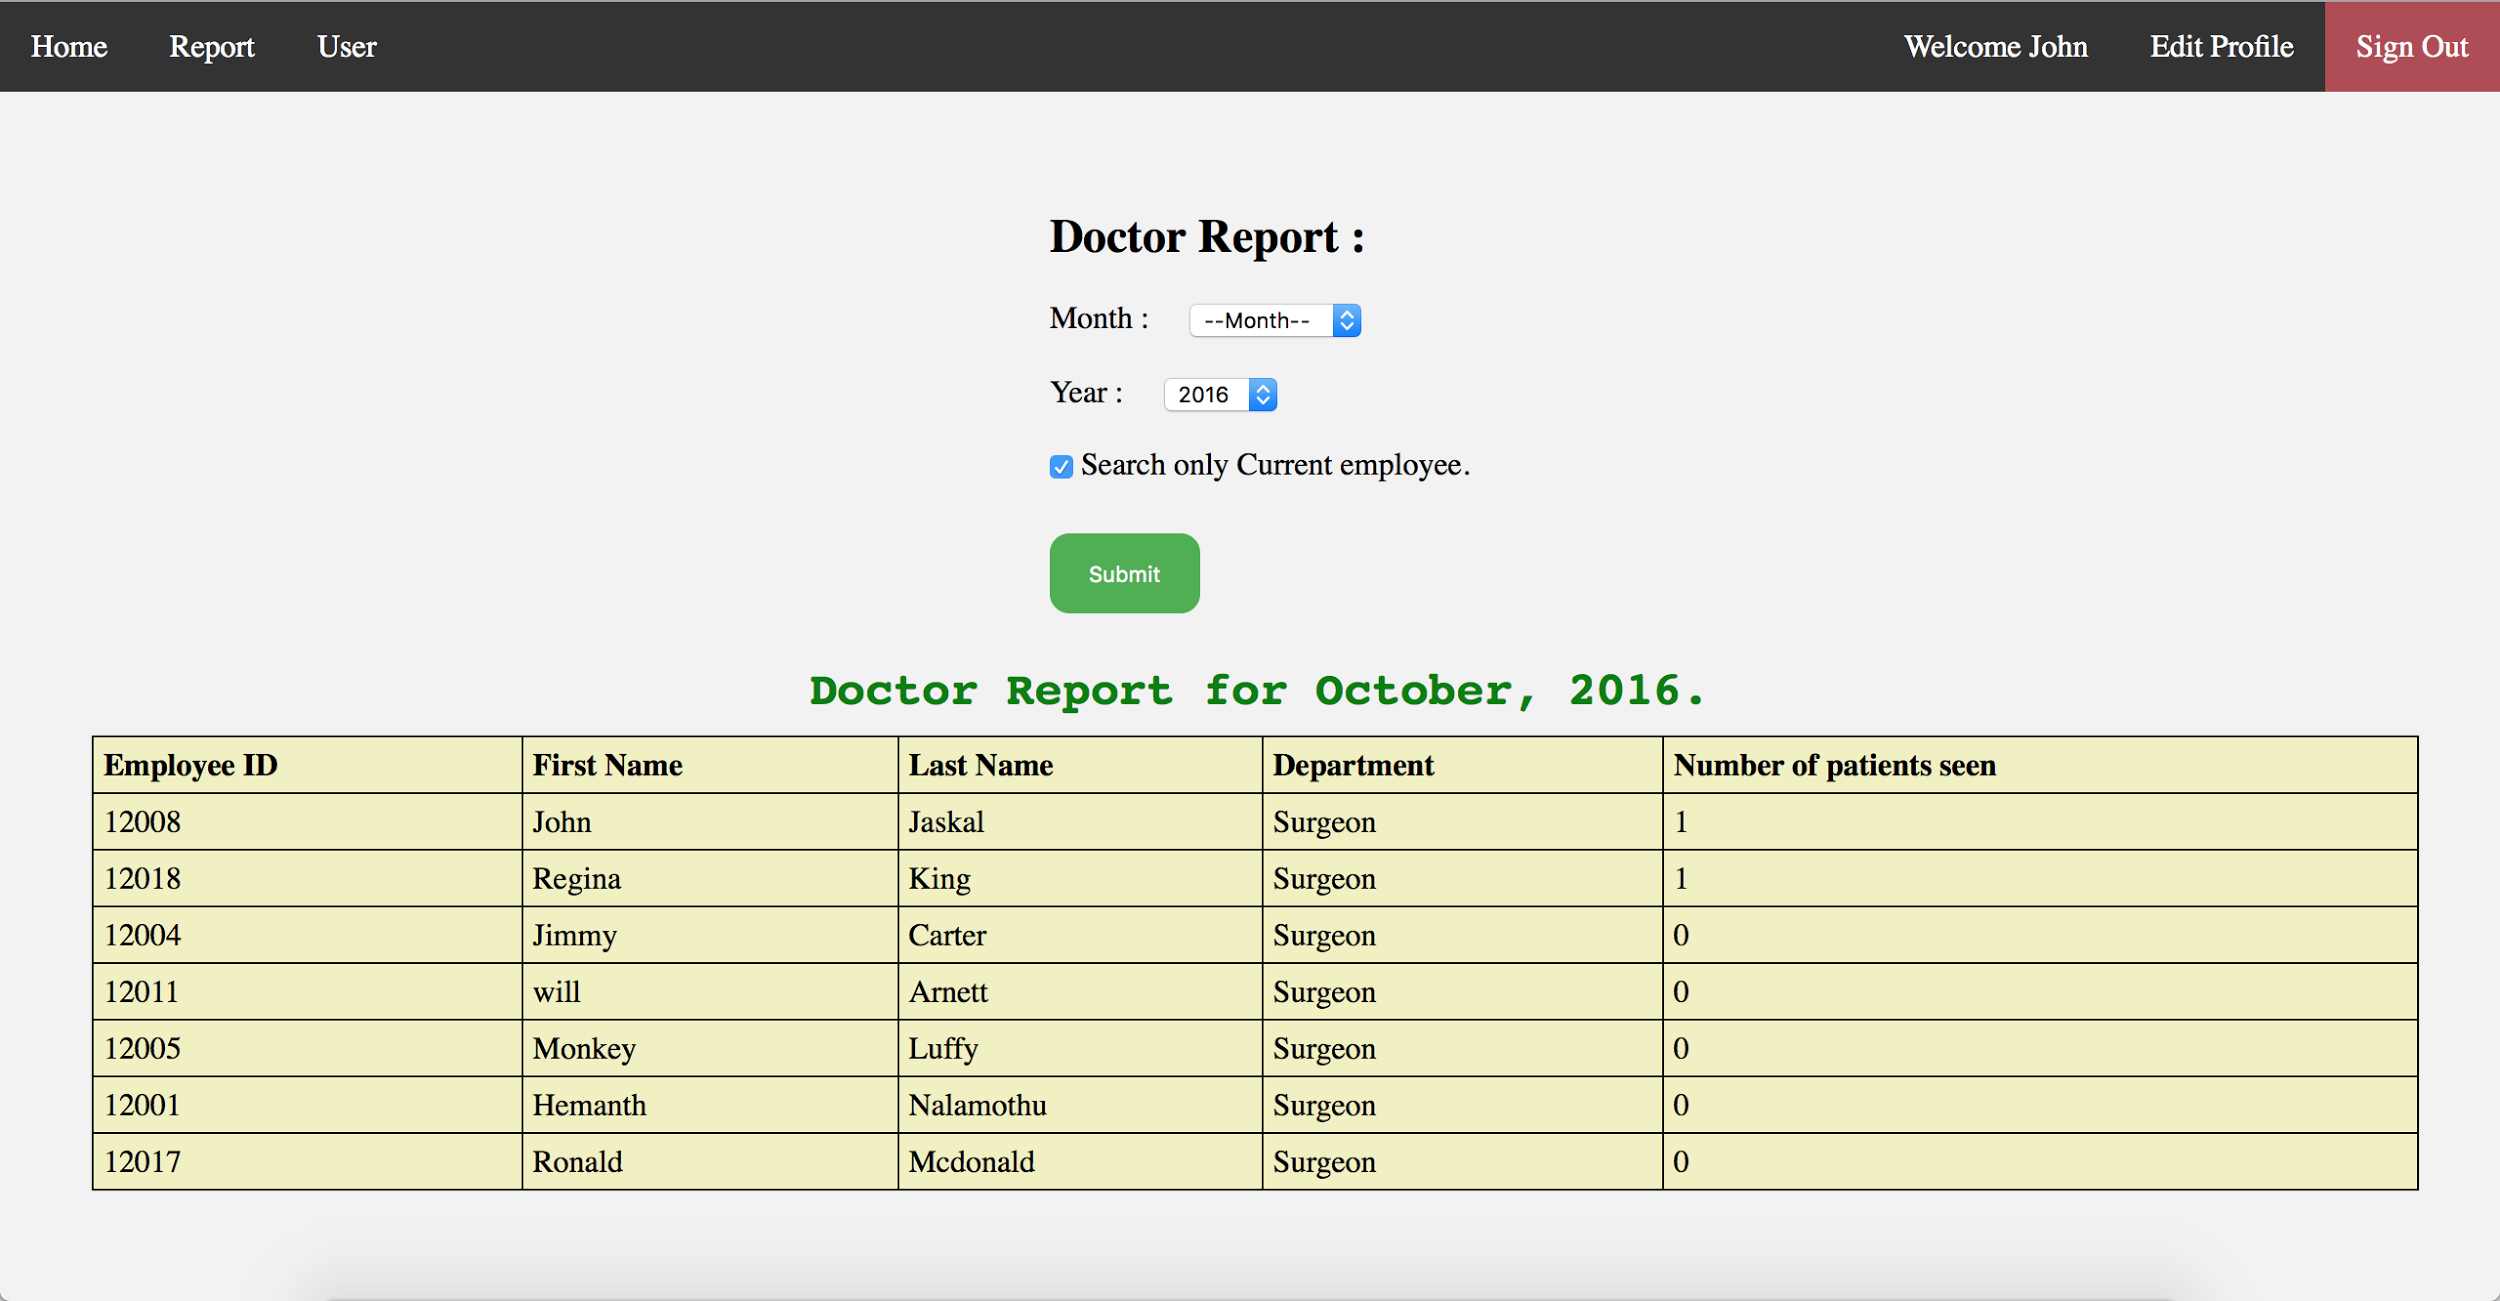 Home Report User Welcome John Edit Profile Sign Out
Doctor Report :
Month : --Month--
Year : 2016
Search only Current employee.
Submit
Doctor Report for October, 2016.
Employee ID First Name Last Name Department Number of patients seen
12008 John Jaskal Surgeon 1
12018 Regina King Surgeon 1
12004 Jimmy Carter Surgeon 0
12011 will Arnett Surgeon 0
12005 Monkey Luffy Surgeon 0
12001 Hemanth Nalamothu Surgeon 0
12017 Ronald Mcdonald Surgeon 0